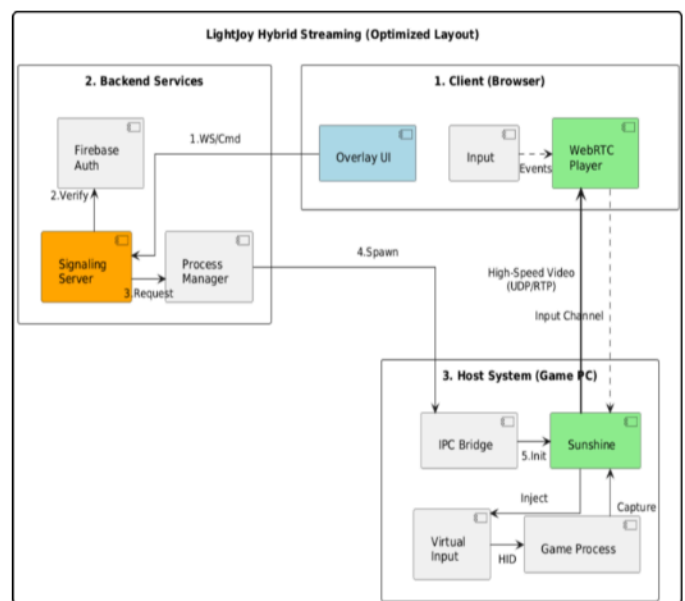 LightJoy Hybrid Streaming (Optimized Layout)
2. Backend Services
1. Client (Browser)
Firebase
Auth
1.WS/Cmd
Overlay UI
Input
Events
WebRTC
Player
2.Verify
Signaling
Server
3.Request
Process
Manager
4.Spawn
High-Speed Video
(UDP/RTP)
Input Channel
3. Host System (Game PC)
IPC Bridge
5.Init
Sunshine
Inject
Capture
Virtual
Input
HID
Game Process